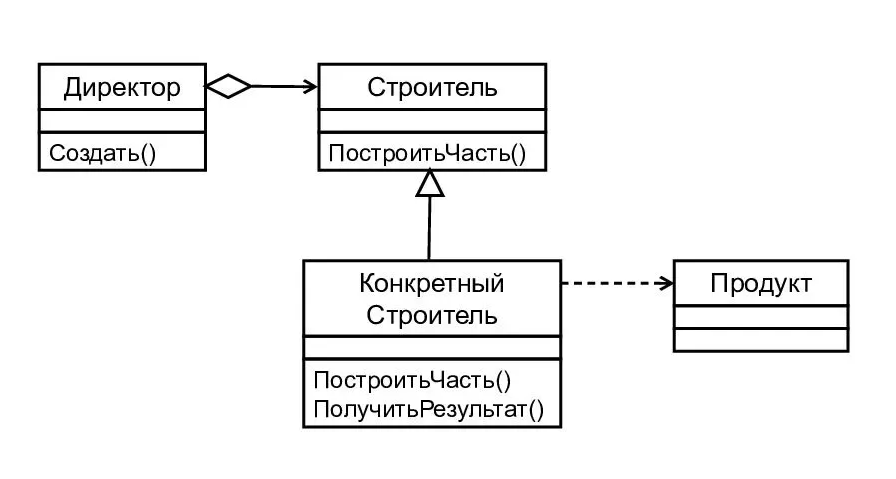 Директор
Создать()
Строитель
ПостроитьЧасть()
Конкретный
Строитель
ПостроитьЧасть()
ПолучитьРезультат()
Продукт